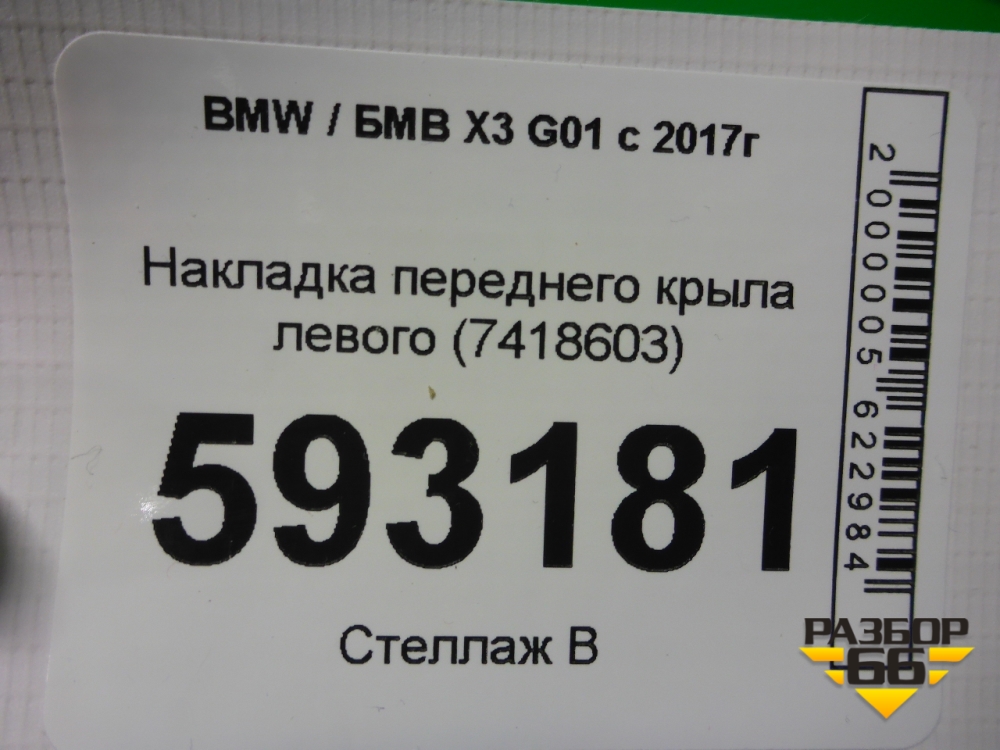 BMW / БМВ X3 G01 с 2017г
Накладка переднего крыла
левого (7418603)
593181
Стеллаж В
2000005622984
РАЗБОР
66